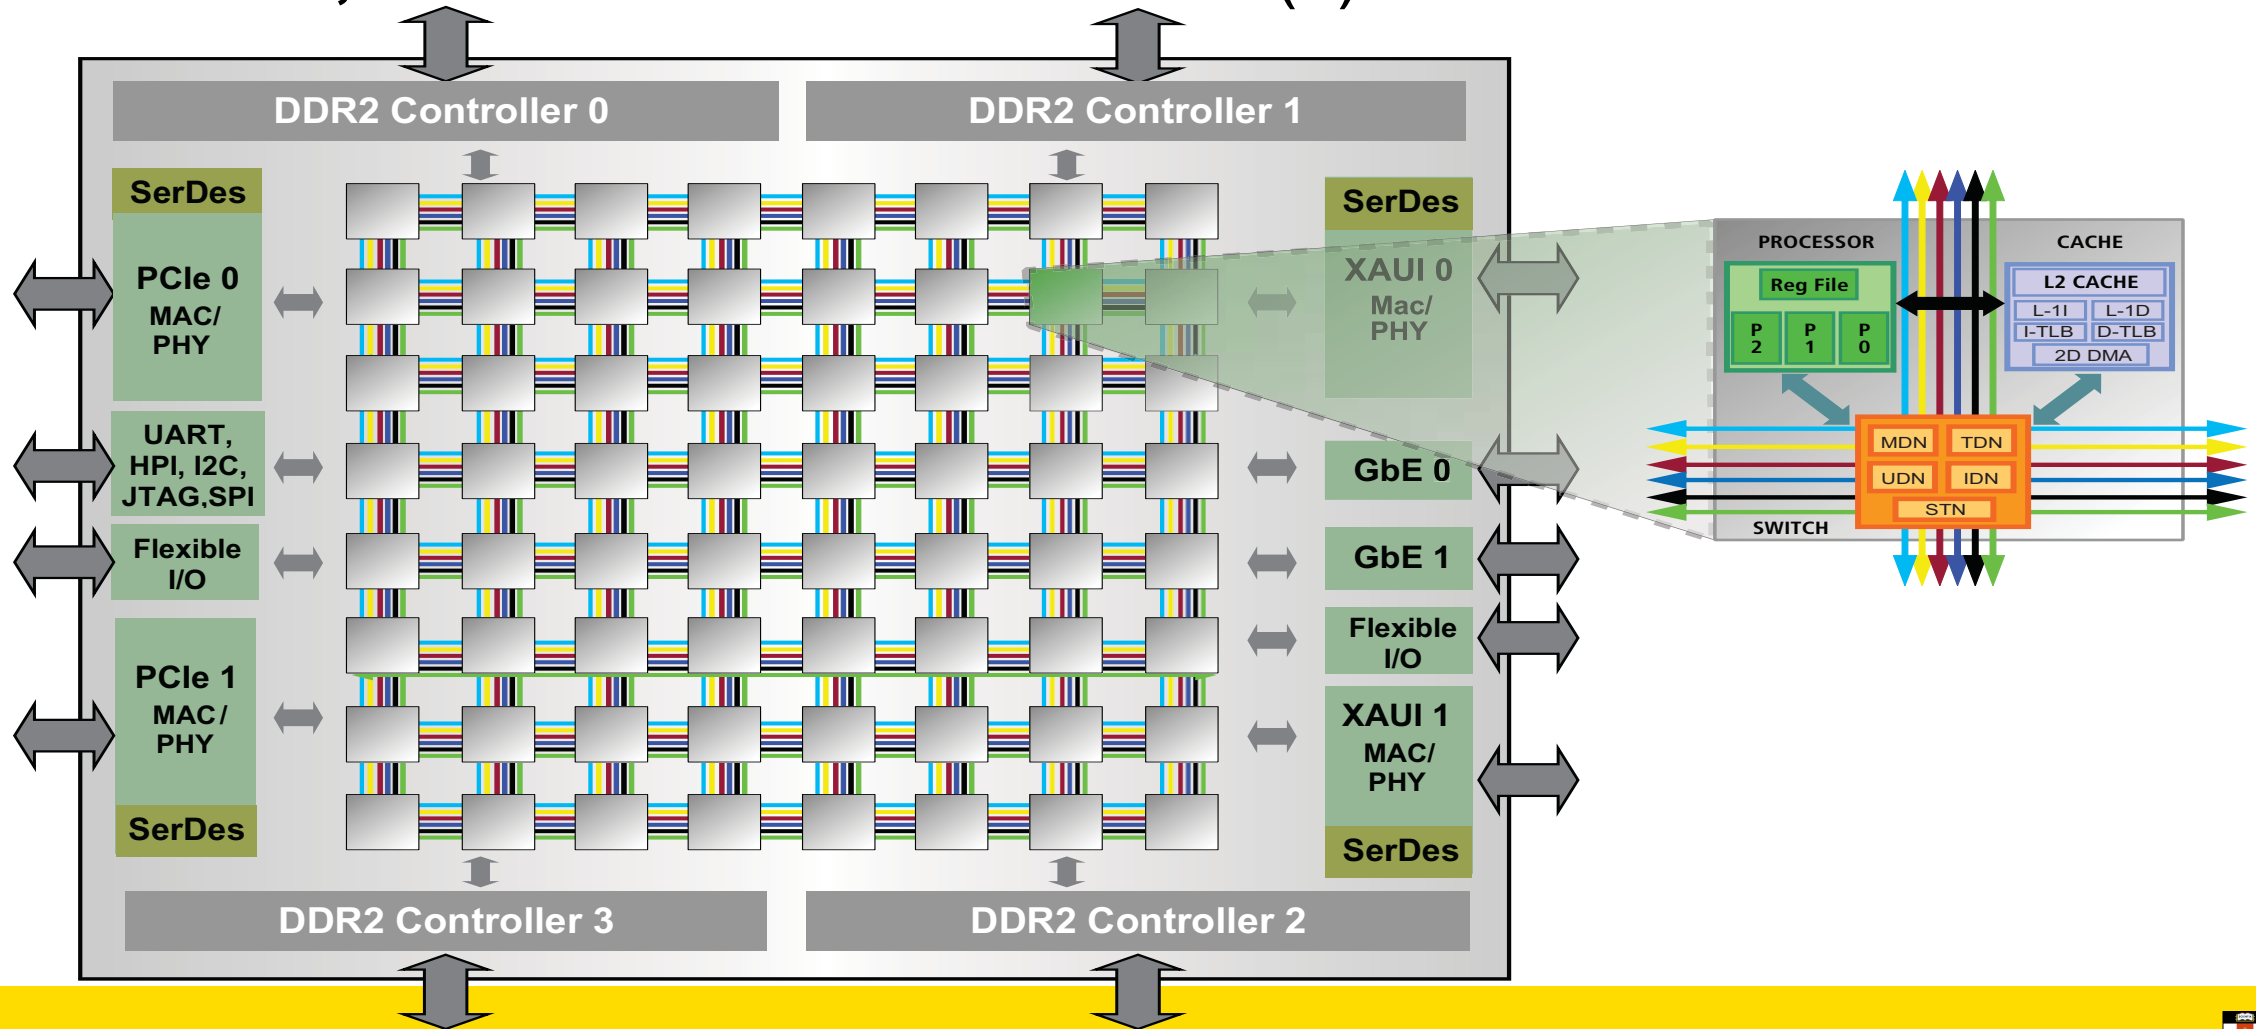 DDR2 Controller 0
DDR2 Controller 1
SerDes
PCIe 0
MAC/
PHY
UART,
HPI, I2C,
JTAG,SPI
Flexible
I/O
PCIe 1
MAC/
PHY
SerDes
SerDes
XAUI 0
Mac/
PHY
GbE 0
GbE 1
Flexible
I/O
XAUI 1
MAC/
PHY
SerDes
DDR2 Controller 3
DDR2 Controller 2
PROCESSOR
CACHE
Reg File
P
2
P
1
P
0
L2 CACHE
L-1I
L-1D
I-TLB
D-TLB
2D DMA
MDN
TDN
UDN
IDN
STN
SWITCH